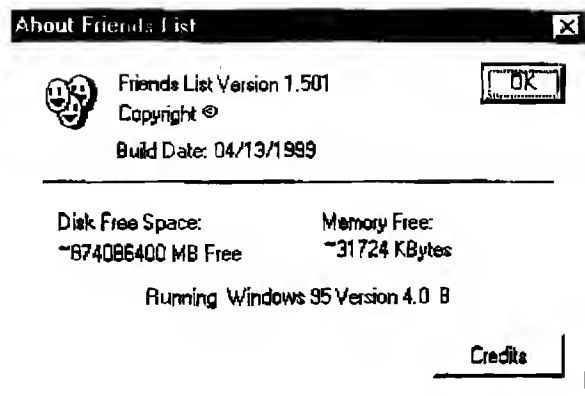 About Friends List
Friends List Version 1.501
OK
Copyright ©
Build Date: 04/13/1999
Disk Free Space:
Memory Free:
~874086400 MB Free
~31724 KBytes
Running Windows 95 Version 4.0 B
Credits